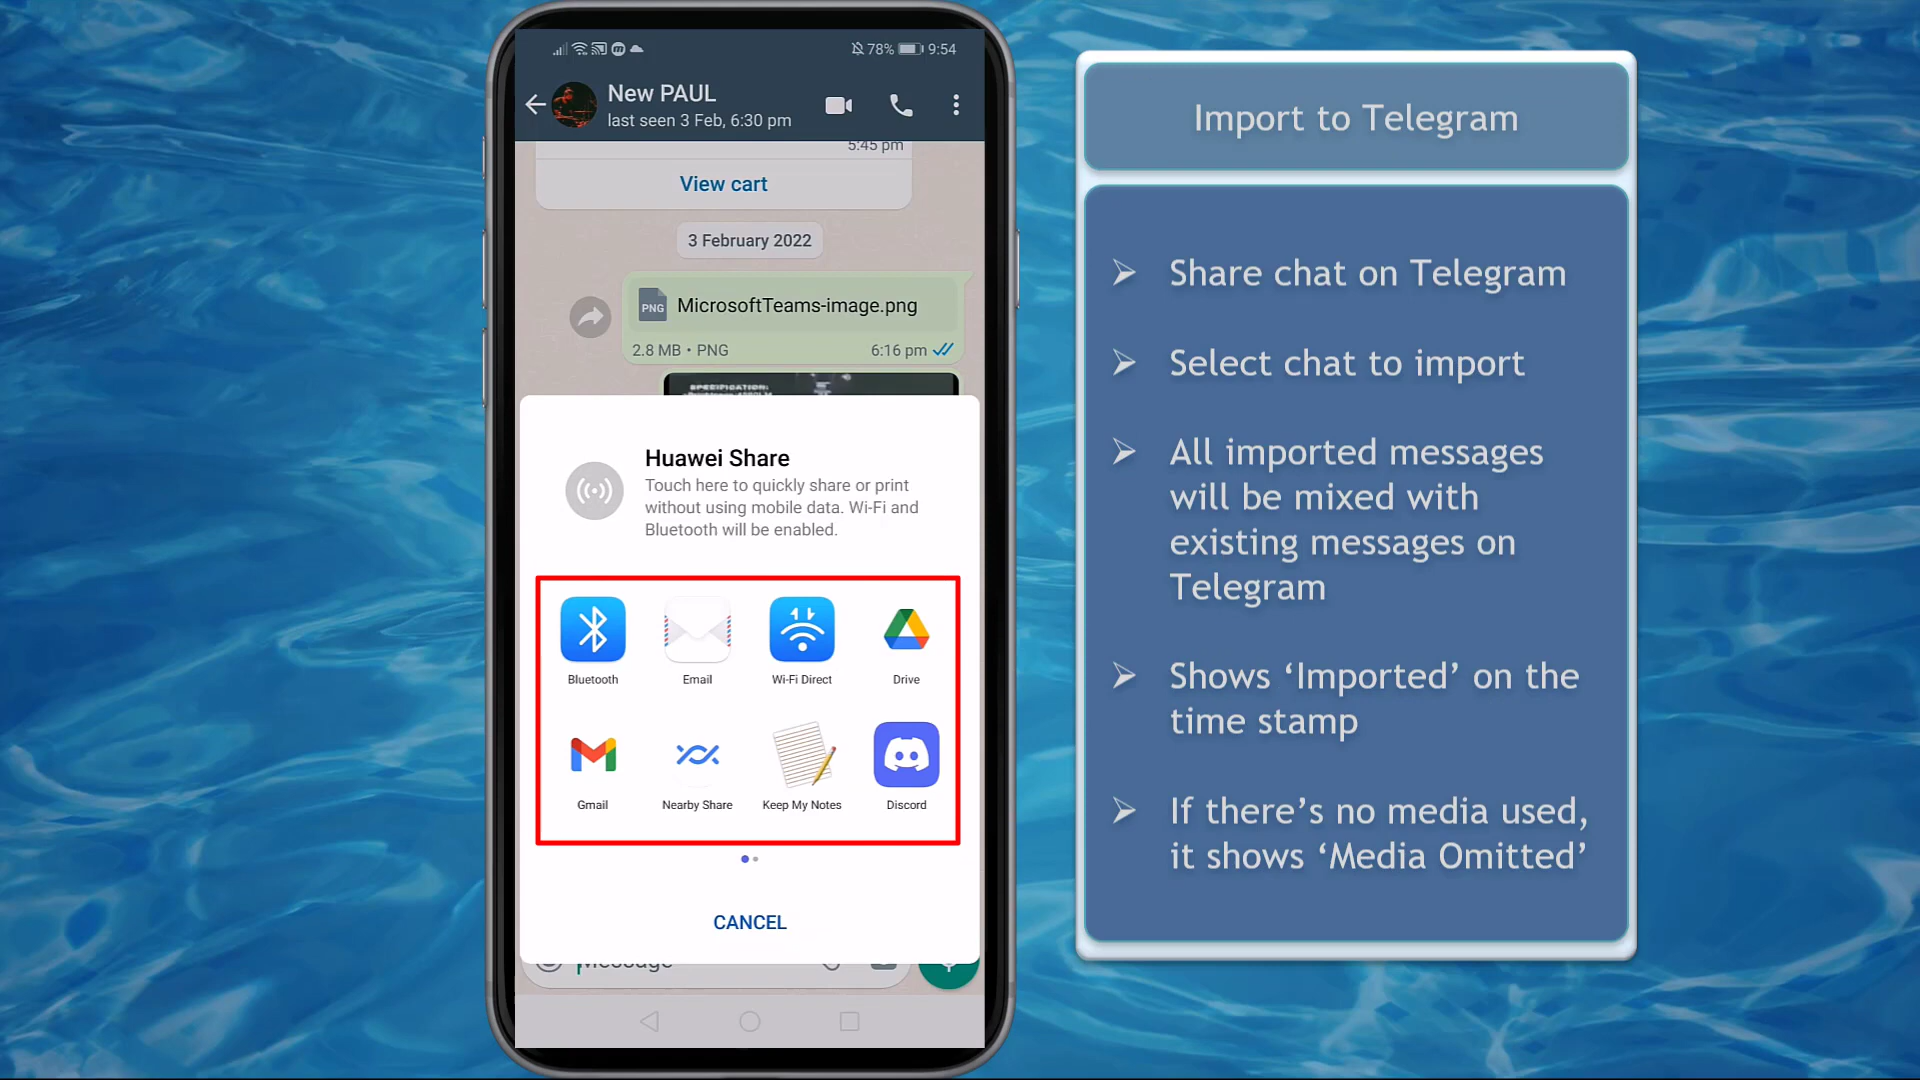 78% 9:54
New PAUL
last seen 3 Feb, 6:30 pm
5:45 pm
View cart
3 February 2022
PNG
MicrosoftTeams-image.png
2.8 MB • PNG
6:16 pm
SPECIFICATION:
Huawei Share
Touch here to quickly share or print
without using mobile data. Wi-Fi and
Bluetooth will be enabled.
Bluetooth
Email
Wi-Fi Direct
Drive
Gmail
Nearby Share
Keep My Notes
Discord
CANCEL
Message
Import to Telegram
➢ Share chat on Telegram
➢ Select chat to import
➢ All imported messages
will be mixed with
existing messages on
Telegram
➢ Shows ‘Imported’ on the
time stamp
➢ If there’s no media used,
it shows ‘Media Omitted’